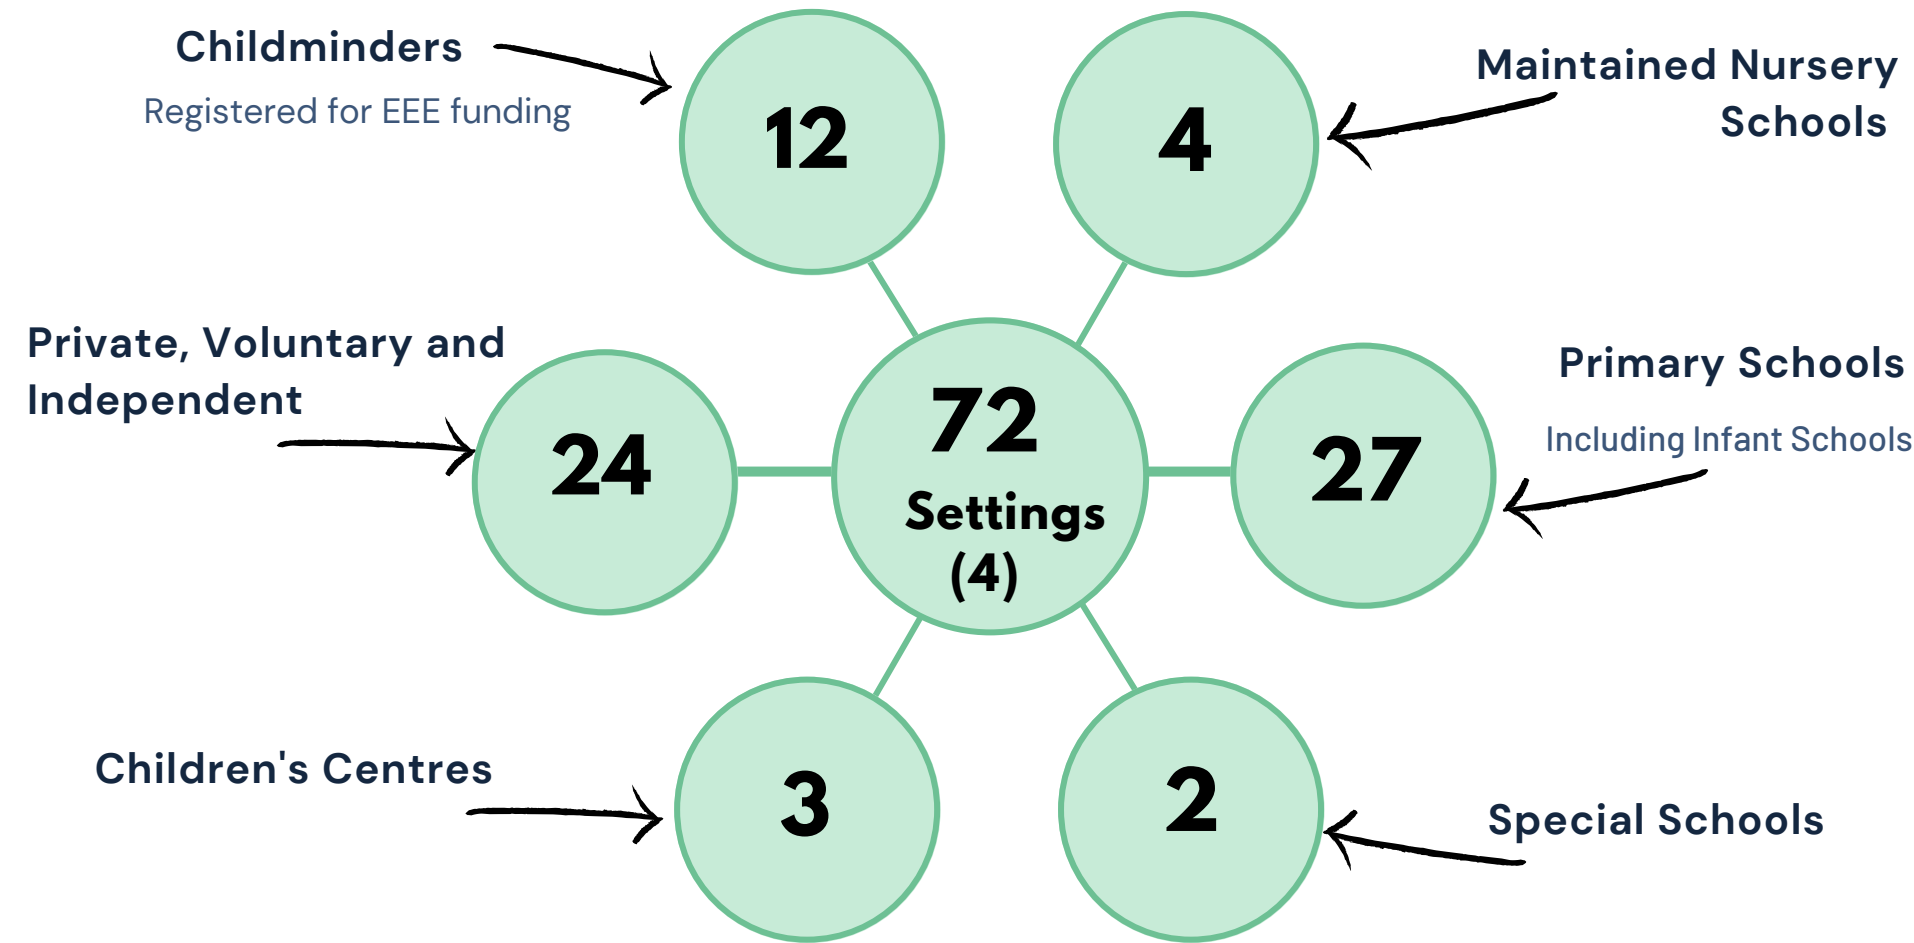 Childminders
Registered for EEE funding
12
4
Maintained Nursery
Schools
Private, Voluntary and
Independent
24
72
Settings
(4)
27
Primary Schools
Including Infant Schools
Children's Centres
3
2
Special Schools